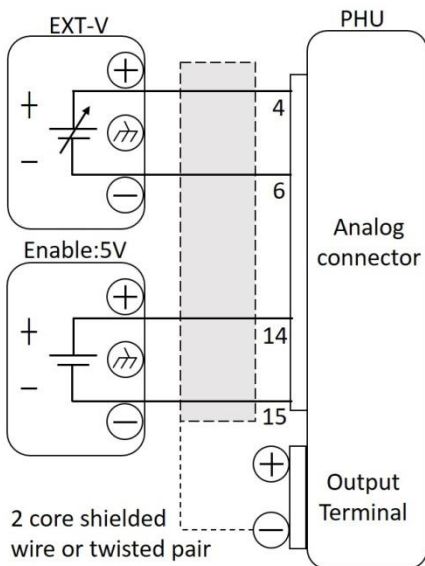 EXT-V
PHU
+
4
−
6
Enable:5V
Analog
connector
+
14
−
15
Output
Terminal
2 core shielded
wire or twisted pair